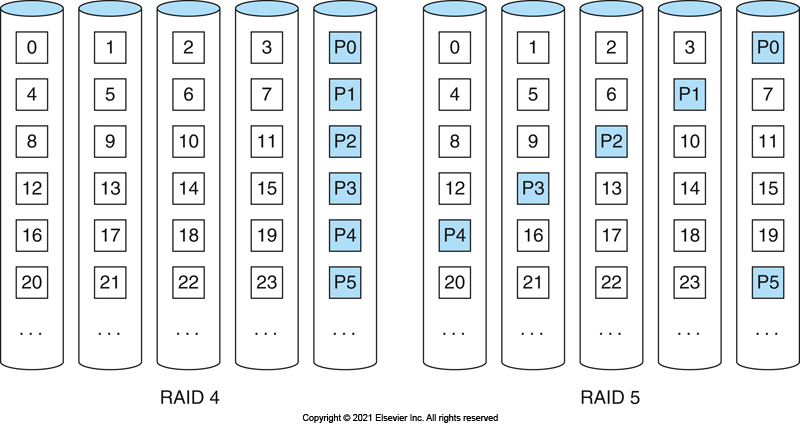 0 1 2 3 P0 0 1 2 3 P0
4 5 6 7 P1 4 5 6 P1 7
8 9 10 11 P2 8 9 P2 10 11
12 13 14 15 P3 12 P3 13 14 15
16 17 18 19 P4 P4 16 17 18 19
20 21 22 23 P5 20 21 22 23 P5
. . . . . . . . . . . . . . . . . . . . . . . . . . . . . .
RAID 4 RAID 5
Copyright © 2021 Elsevier Inc. All rights reserved